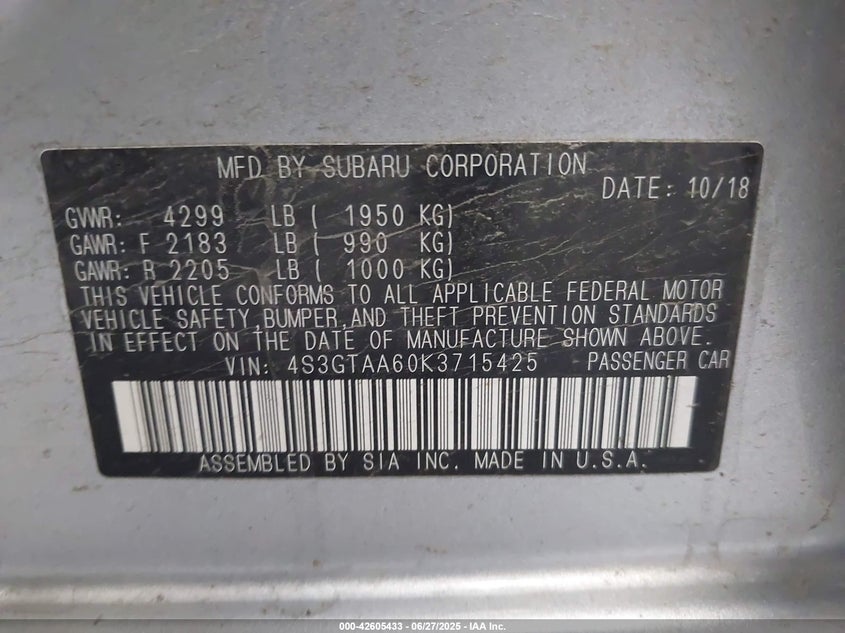 MFD BY SUBARU CORPORATION
DATE: 10/18
GVWR: 4299 LB ( 1950 KG)
GAWR: F 2183 LB ( 990 KG)
GAWR: R 2205 LB ( 1000 KG)
THIS VEHICLE CONFORMS TO ALL APPLICABLE FEDERAL MOTOR
VEHICLE SAFETY,BUMPER,AND THEFT PREVENTION STANDARDS
IN EFFECT ON THE DATE OF MANUFACTURE SHOWN ABOVE.
VIN: 4S3GTAA60K3715425 PASSENGER CAR
ASSEMBLED BY SIA INC. MADE IN U.S.A.
000-42605433 - 06/27/2025 - IAA Inc.